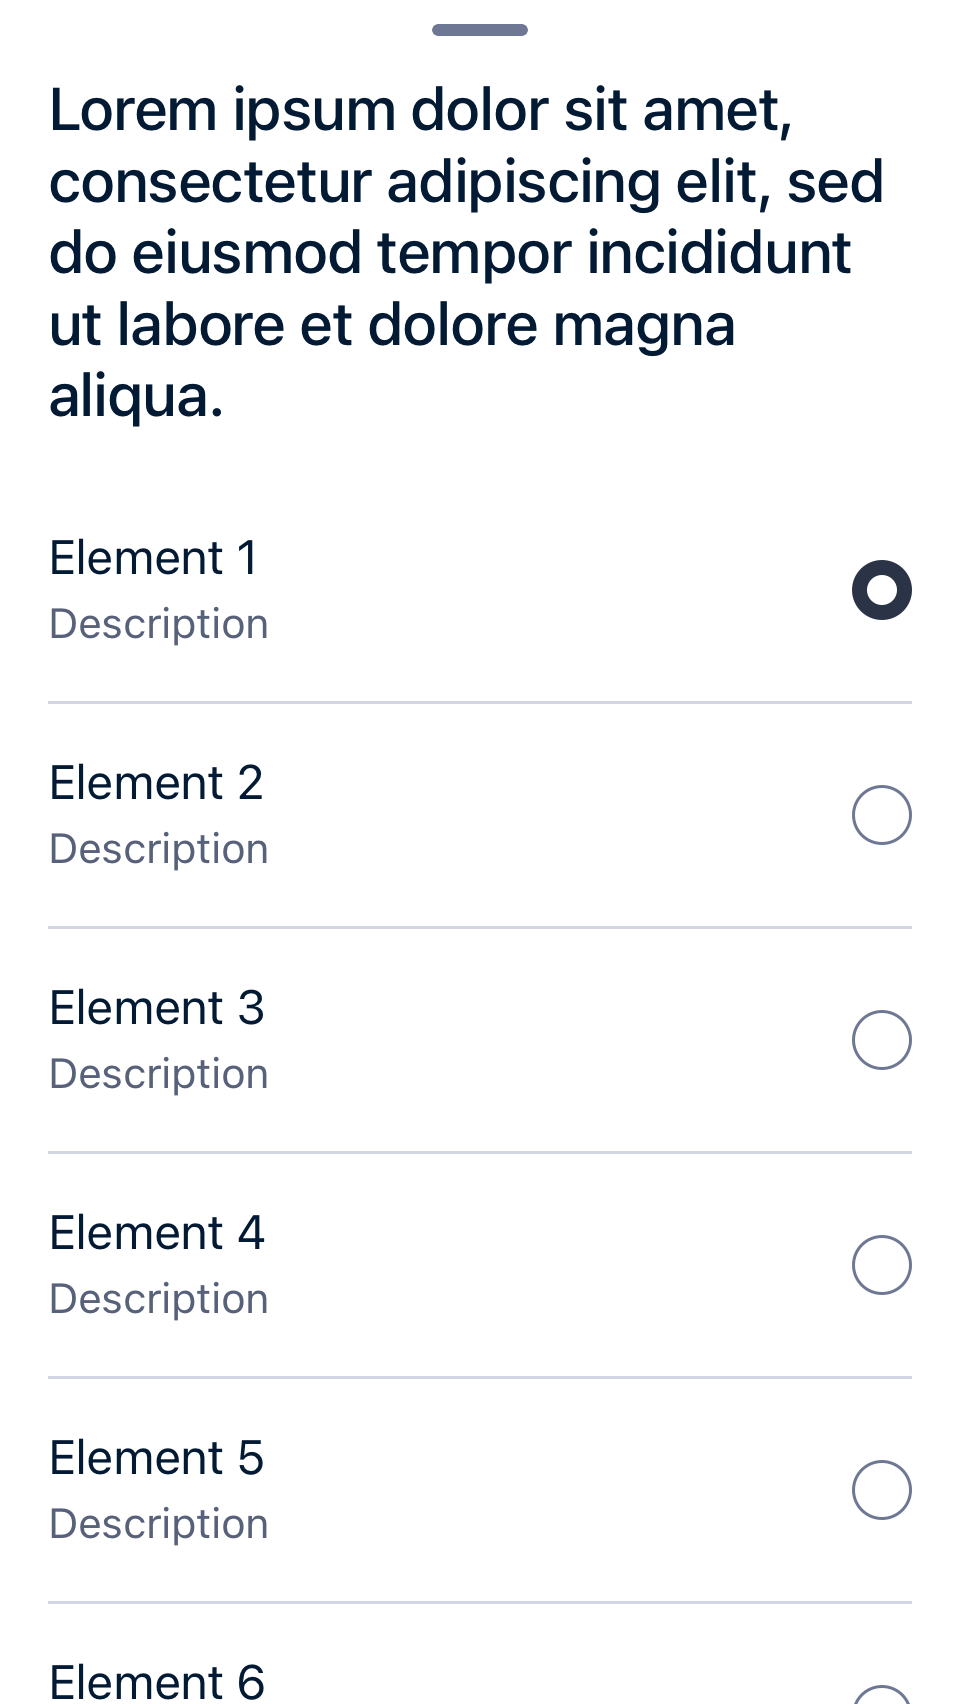 Lorem ipsum dolor sit amet,
consectetur adipiscing elit, sed
do eiusmod tempor incididunt
ut labore et dolore magna
aliqua.
Element 1
Description
Element 2
Description
Element 3
Description
Element 4
Description
Element 5
Description
Element 6